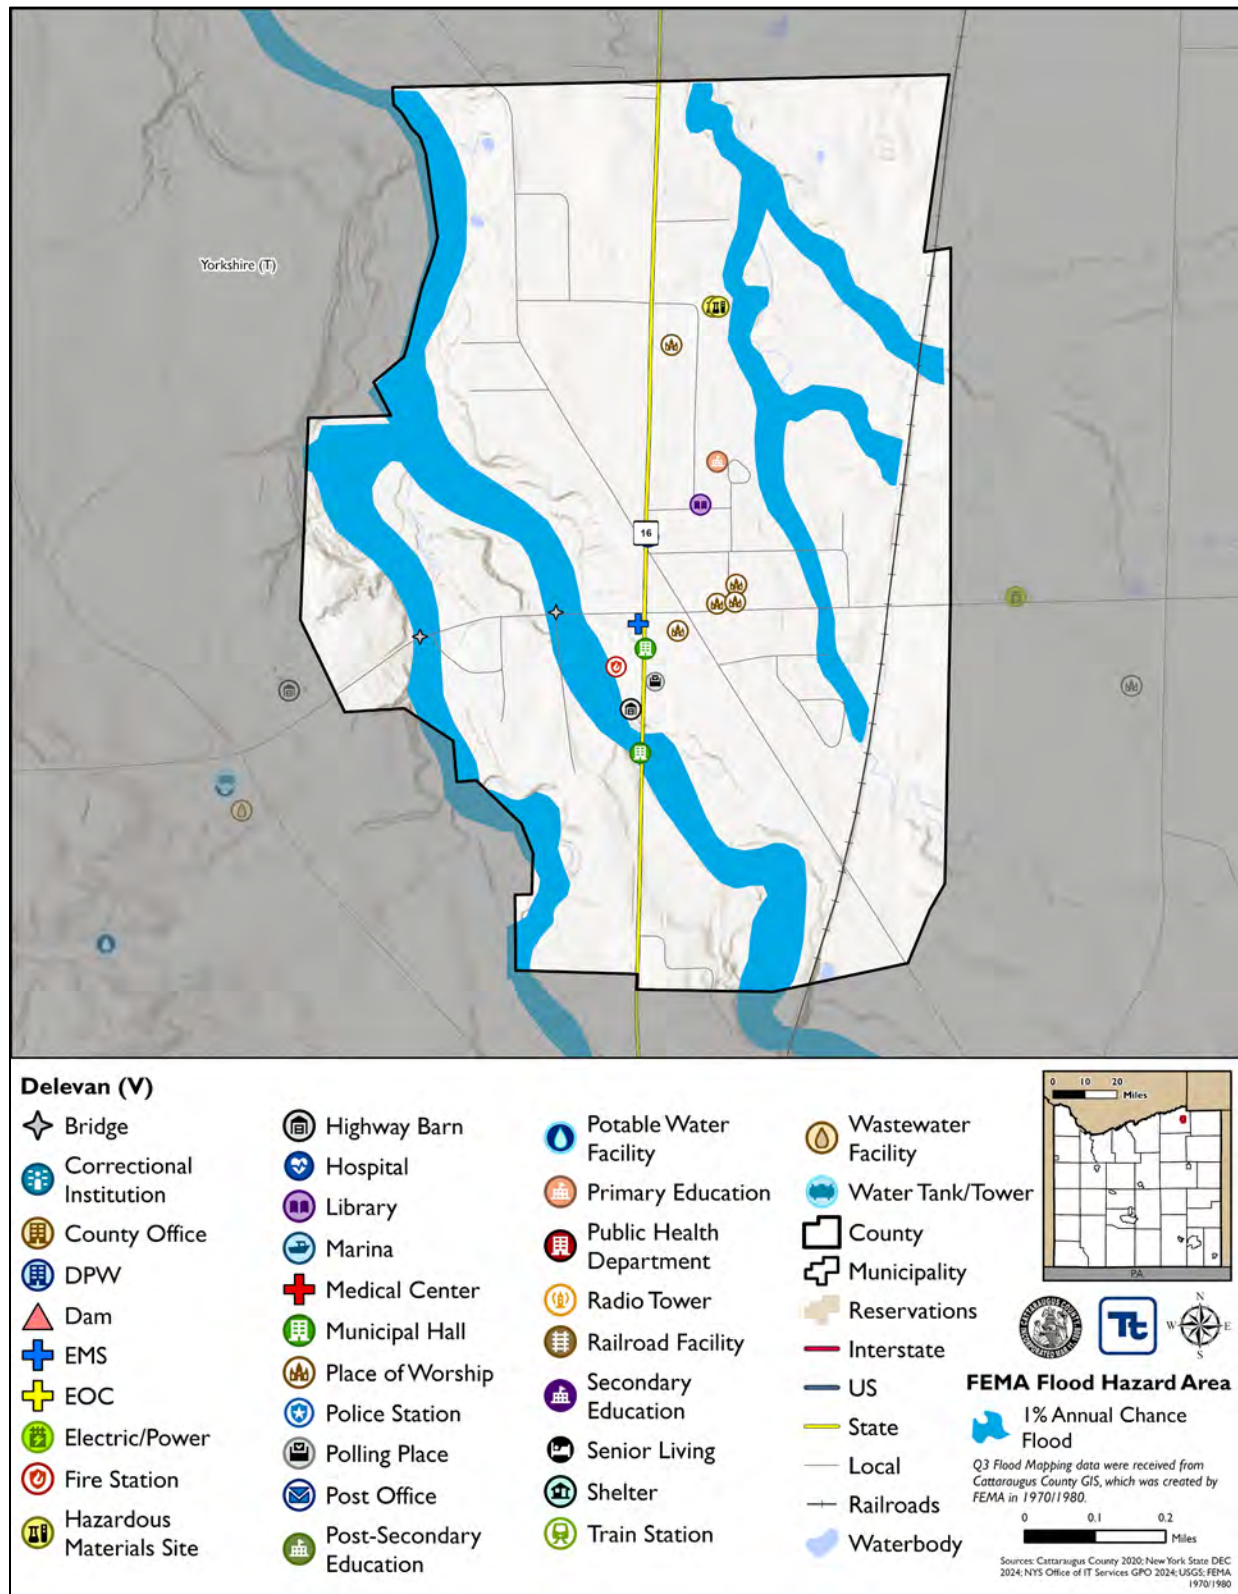 Yorkshire (T)
16
Delevan (V)
Bridge
Correctional
Institution
County Office
DPW
Dam
EMS
EOC
Electric/Power
Fire Station
Hazardous
Materials Site
Highway Barn
Hospital
Library
Marina
Medical Center
Municipal Hall
Place of Worship
Police Station
Polling Place
Post Office
Post-Secondary
Education
Potable Water
Facility
Primary Education
Public Health
Department
Radio Tower
Railroad Facility
Secondary
Education
Senior Living
Shelter
Train Station
Wastewater
Facility
Water Tank/Tower
County
Municipality
Reservations
Interstate
US
State
Local
Railroads
Waterbody
0 10 20
Miles
PA
Tt
N
W E
S
FEMA Flood Hazard Area
1% Annual Chance
Flood
Q3 Flood Mapping data were received from
Cattaraugus County GIS, which was created by
FEMA in 1970/1980.
0 0.1 0.2
Miles
Sources: Cattaraugus County 2020; New York State DEC
2024; NYS Office of IT Services GPO 2024; USGS; FEMA
1970/1980